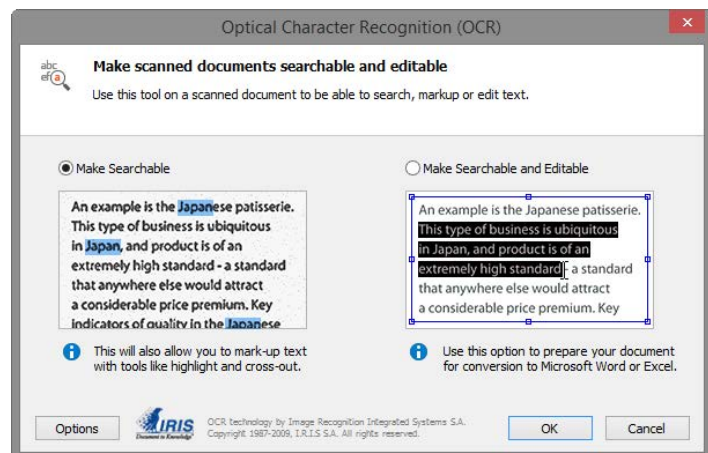 Optical Character Recognition (OCR)
abc
ef a
Make scanned documents searchable and editable
Use this tool on a scanned document to be able to search, markup or edit text.
Make Searchable
An example is the Japanese patisserie.
This type of business is ubiquitous
in Japan, and product is of an
extremely high standard - a standard
that anywhere else would attract
a considerable price premium. Key
indicators of quality in the Japanese
This will also allow you to mark-up text
with tools like highlight and cross-out.
Make Searchable and Editable
An example is the Japanese patisserie.
This type of business is ubiquitous
in Japan, and product is of an
extremely high standard - a standard
that anywhere else would attract
a considerable price premium. Key
Use this option to prepare your document
for conversion to Microsoft Word or Excel.
Options
IRIS
Document to Knowledge
OCR technology by Image Recognition Integrated Systems S.A.
Copyright 1987-2009, I.R.I.S S.A. All rights reserved.
OK
Cancel